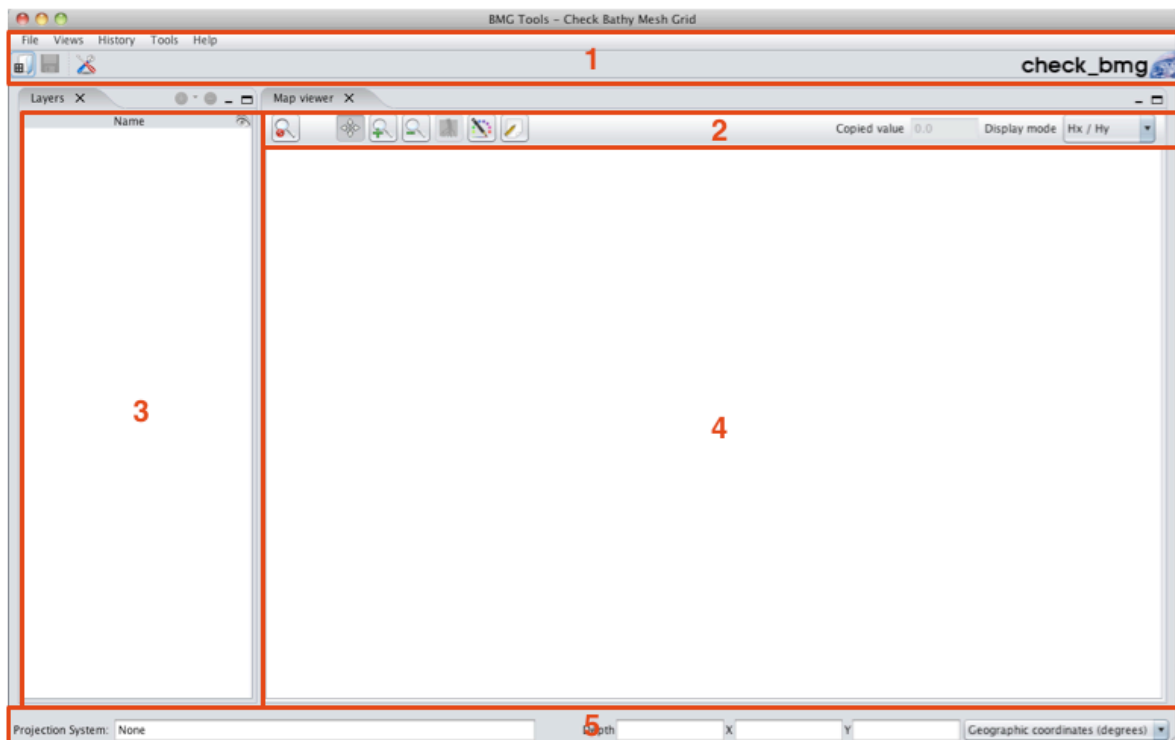 BMG Tools - Check Bathy Mesh Grid
File Views History Tools Help
1
check_bmg
Layers X
Map viewer X
Name
2
Copied value 0.0 Display mode Hx / Hy
3
4
Projection System: None
5
Depth X Y Geographic coordinates (degrees)